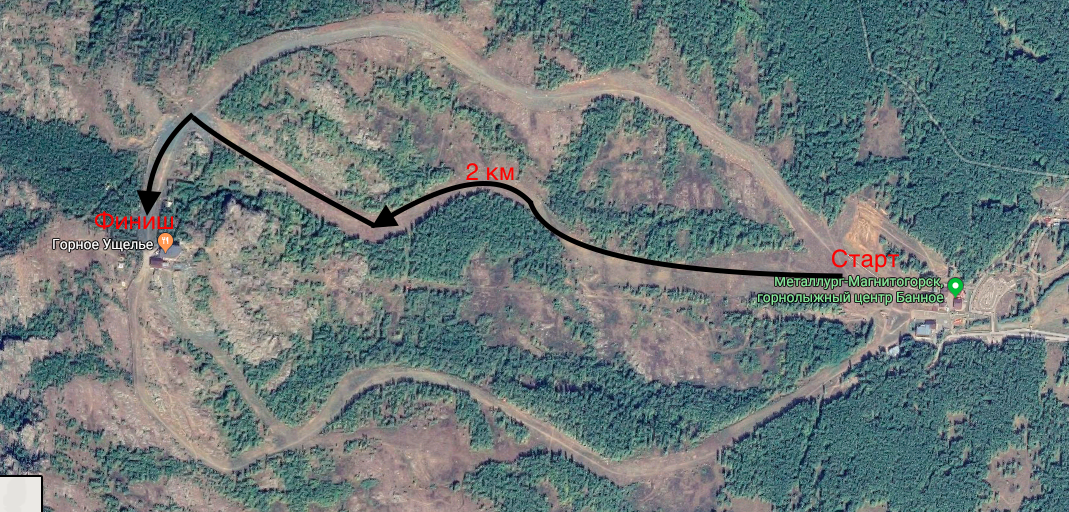 2 км
Финиш
Горное Ущелье
Старт
Металлург-Магнитогорск,
горнолыжный центр Банное